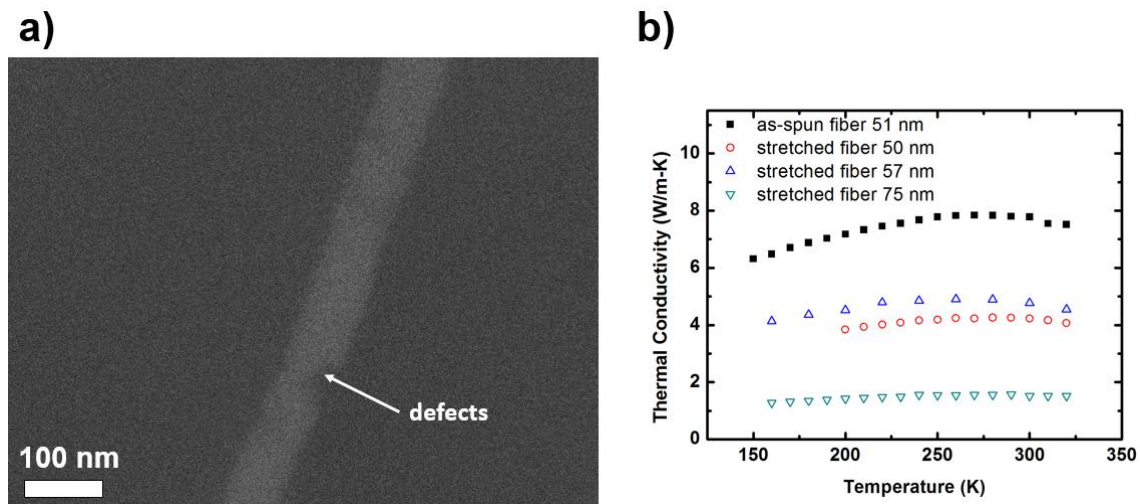 a)
defects
100 nm
b)
as-spun fiber 51 nm
stretched fiber 50 nm
stretched fiber 57 nm
stretched fiber 75 nm
Thermal Conductivity (W/m-K)
10
8
6
4
2
0
150 200 250 300 350
Temperature (K)